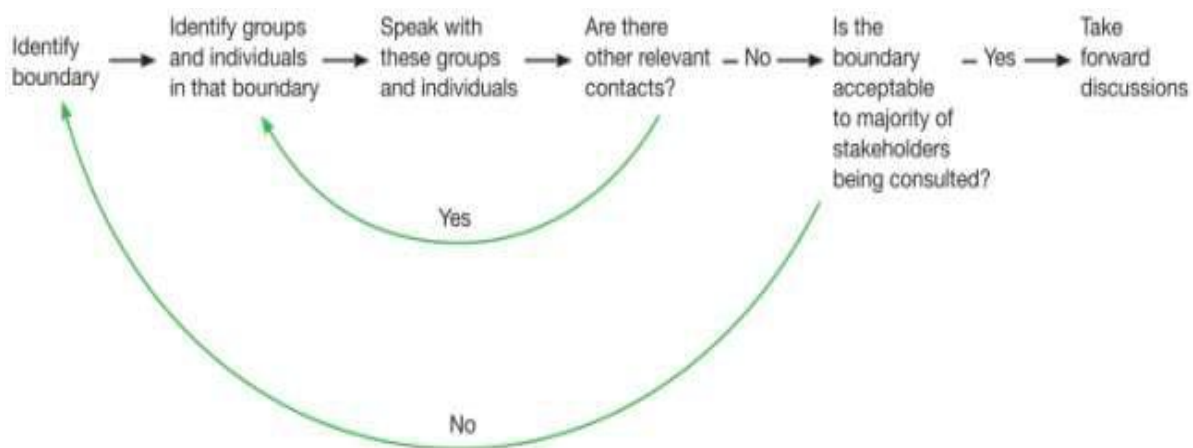 Identify
boundary
Identify groups
and individuals
in that boundary
Speak with
these groups
and individuals
Are there
other relevant
contacts?
– No –
Is the
boundary
acceptable
to majority of
stakeholders
being consulted?
– Yes –
Take
forward
discussions
Yes
No